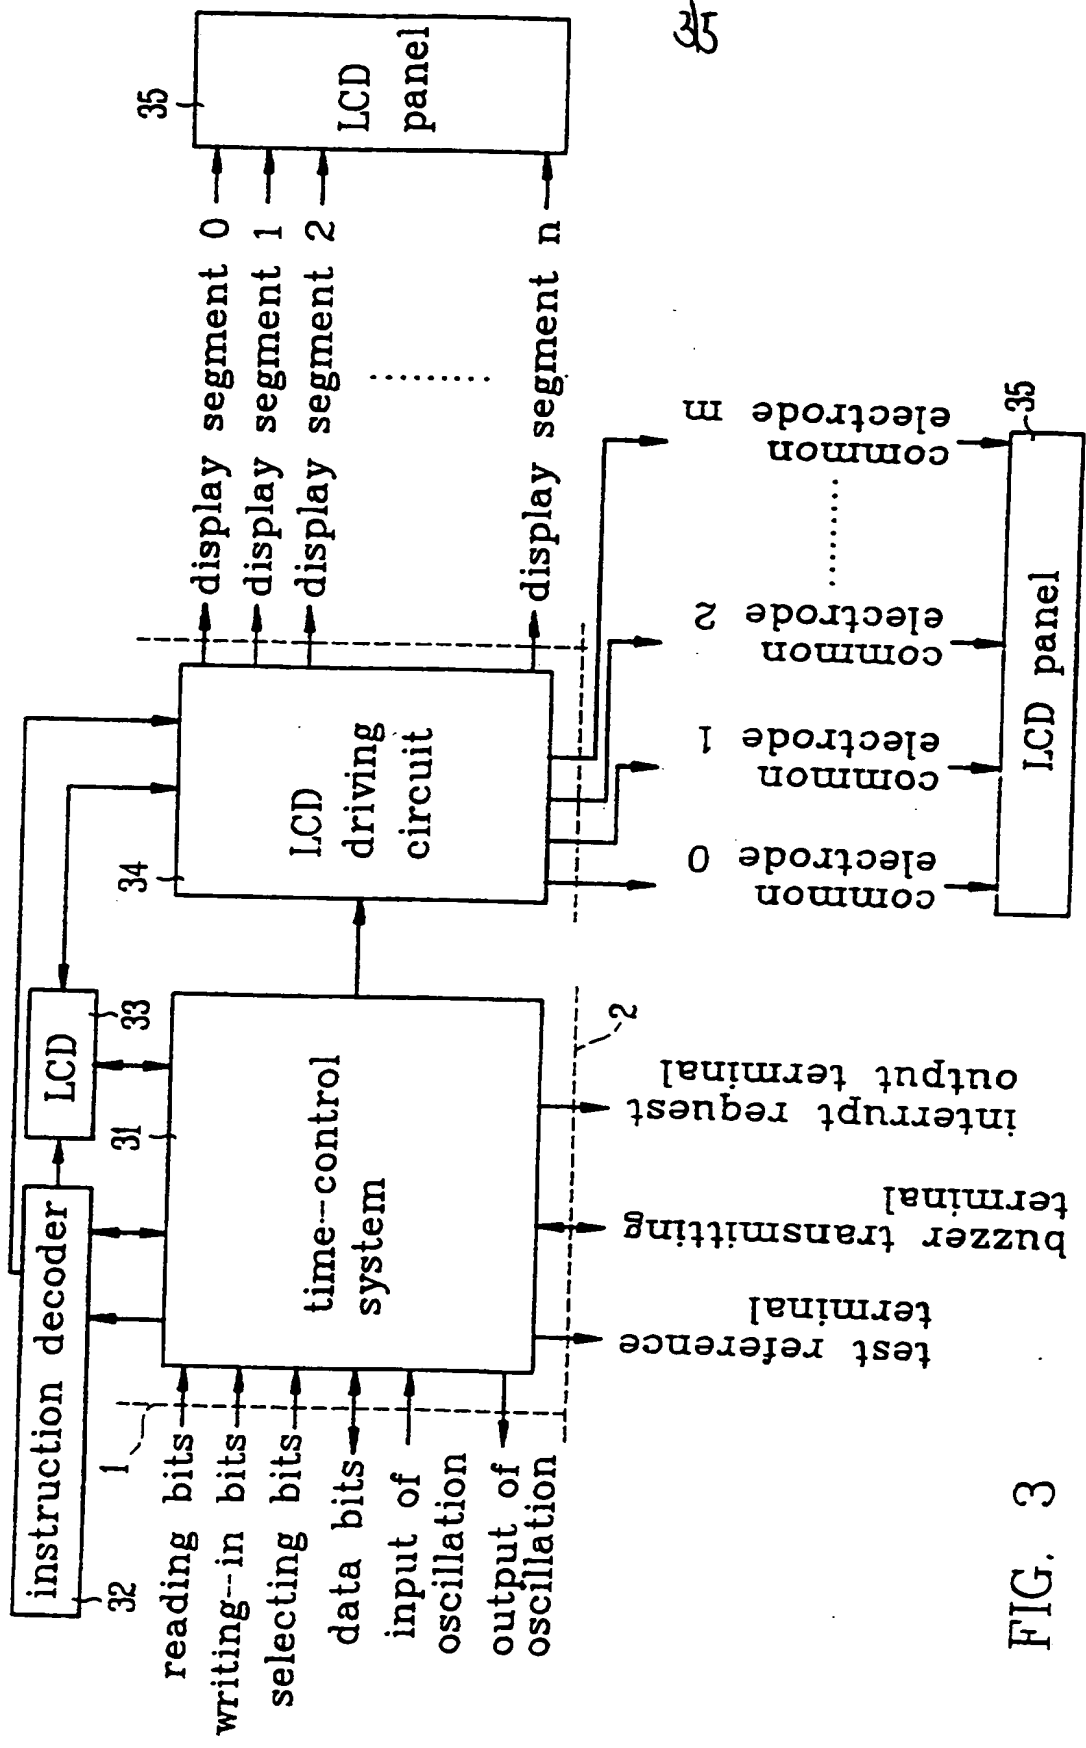 35
instruction decoder
32
LCD
33
1
31
time-control
system
34
LCD
driving
circuit
35
LCD
panel
reading bits
writing-in bits
selecting bits
data bits
input of
oscillation
output of
oscillation
display segment 0
display segment 1
display segment 2
..........
display segment n
2
test reference
terminal
buzzer transmitting
terminal
interrupt request
output terminal
common
electrode 0
common
electrode 1
common
electrode 2
........
common
electrode m
35
LCD panel
FIG. 3